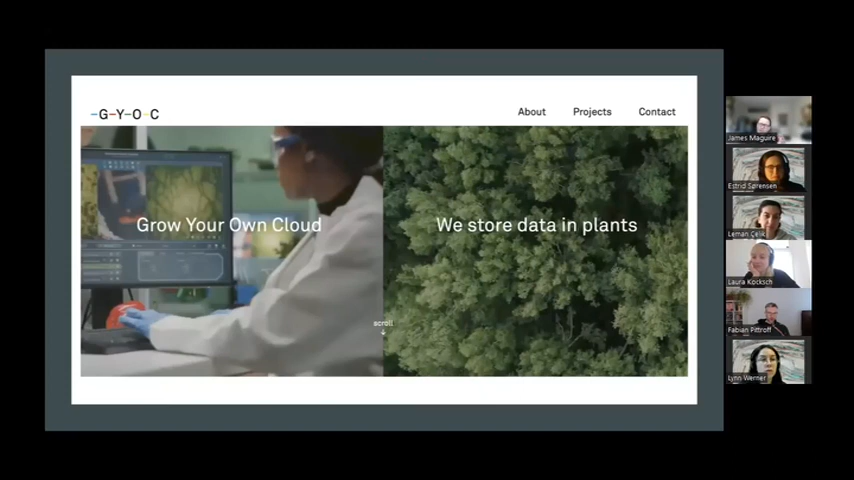 -G-Y-O-C
About Projects Contact
Grow Your Own Cloud
We store data in plants
scroll
James Maguire
Estrid Sørensen
Leman Çelik
Laura Kocksch
Fabian Pittroff
Lynn Werner